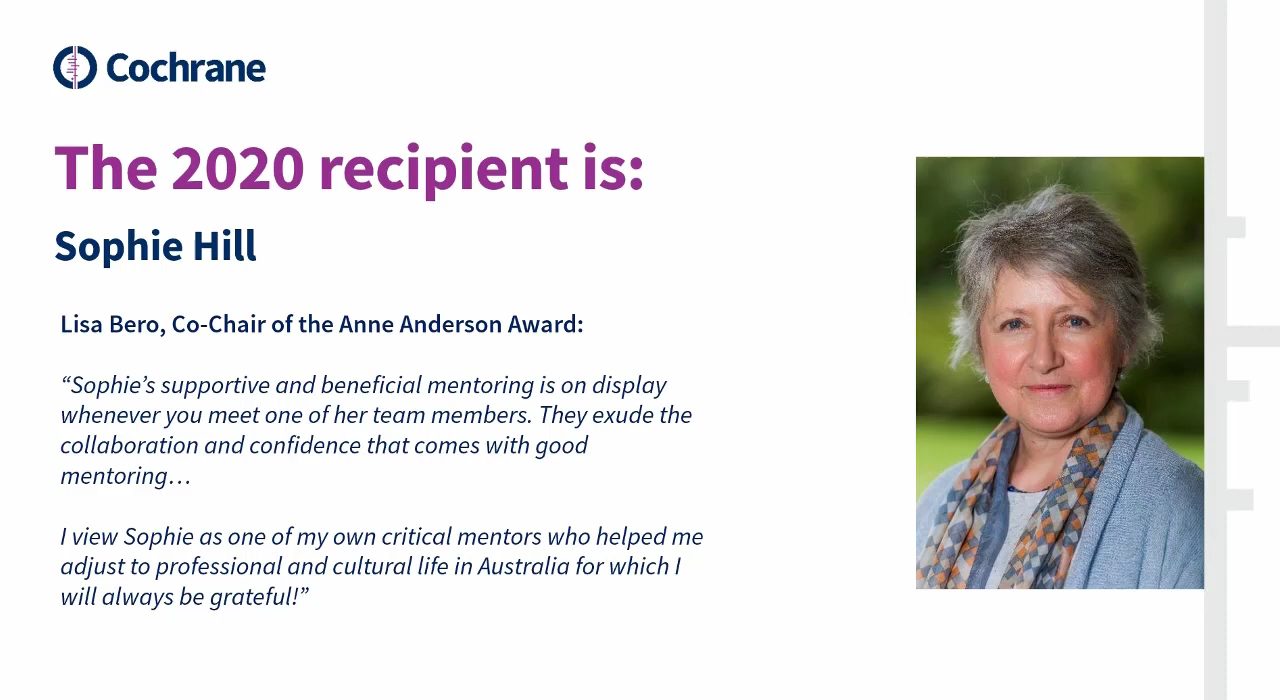 Cochrane
The 2020 recipient is:
Sophie Hill
Lisa Bero, Co-Chair of the Anne Anderson Award:
“Sophie’s supportive and beneficial mentoring is on display
whenever you meet one of her team members. They exude the
collaboration and confidence that comes with good
mentoring…
I view Sophie as one of my own critical mentors who helped me
adjust to professional and cultural life in Australia for which I
will always be grateful!”